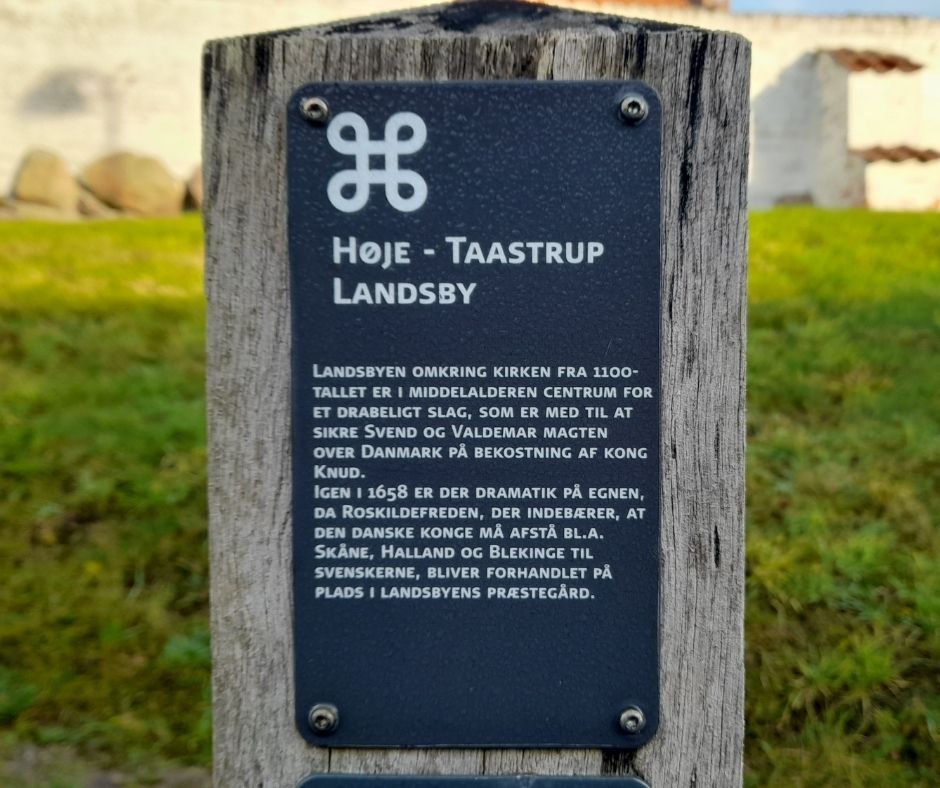 Høje - Taastrup
Landsby
Landsbyen omkring kirken fra 1100-
tallet er i middelalderen centrum for
et drabeligt slag, som er med til at
sikre Svend og Valdemar magten
over Danmark på bekostning af kong
Knud.
Igen i 1658 er der dramatik på egnen,
da Roskildefreden, der indebærer, at
den danske konge må afstå bl.a.
Skåne, Halland og Blekinge til
svenskerne, bliver forhandlet på
plads i landsbyens præstegård.